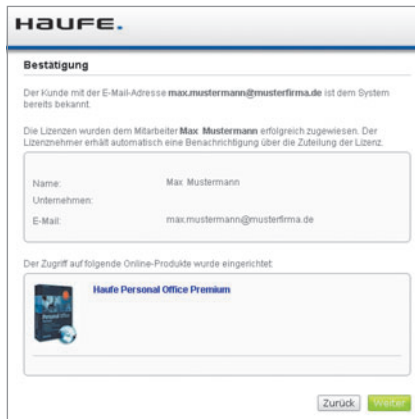 HAUFE.
Bestätigung
Der Kunde mit der E-Mail-Adresse max.mustermann@musterfirma.de ist dem System
bereits bekannt.
Die Lizenzen wurden dem Mitarbeiter Max Mustermann erfolgreich zugewiesen. Der
Lizenznehmer erhält automatisch eine Benachrichtigung über die Zuteilung der Lizenz.
Name: Max Mustermann
Unternehmen:
E-Mail: max.mustermann@musterfirma.de
Der Zugriff auf folgende Online-Produkte wurde eingerichtet:
Haufe Personal Office Premium
Personal Office
Zurück Weiter